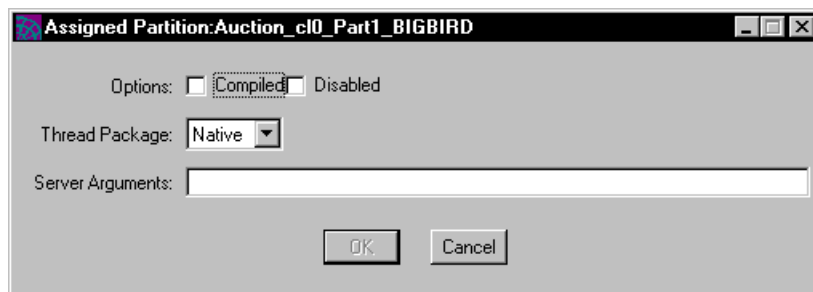 Assigned Partition:Auction_cl0_Part1_BIGBIRD
Options: Compiled Disabled
Thread Package: Native
Server Arguments:
OK Cancel